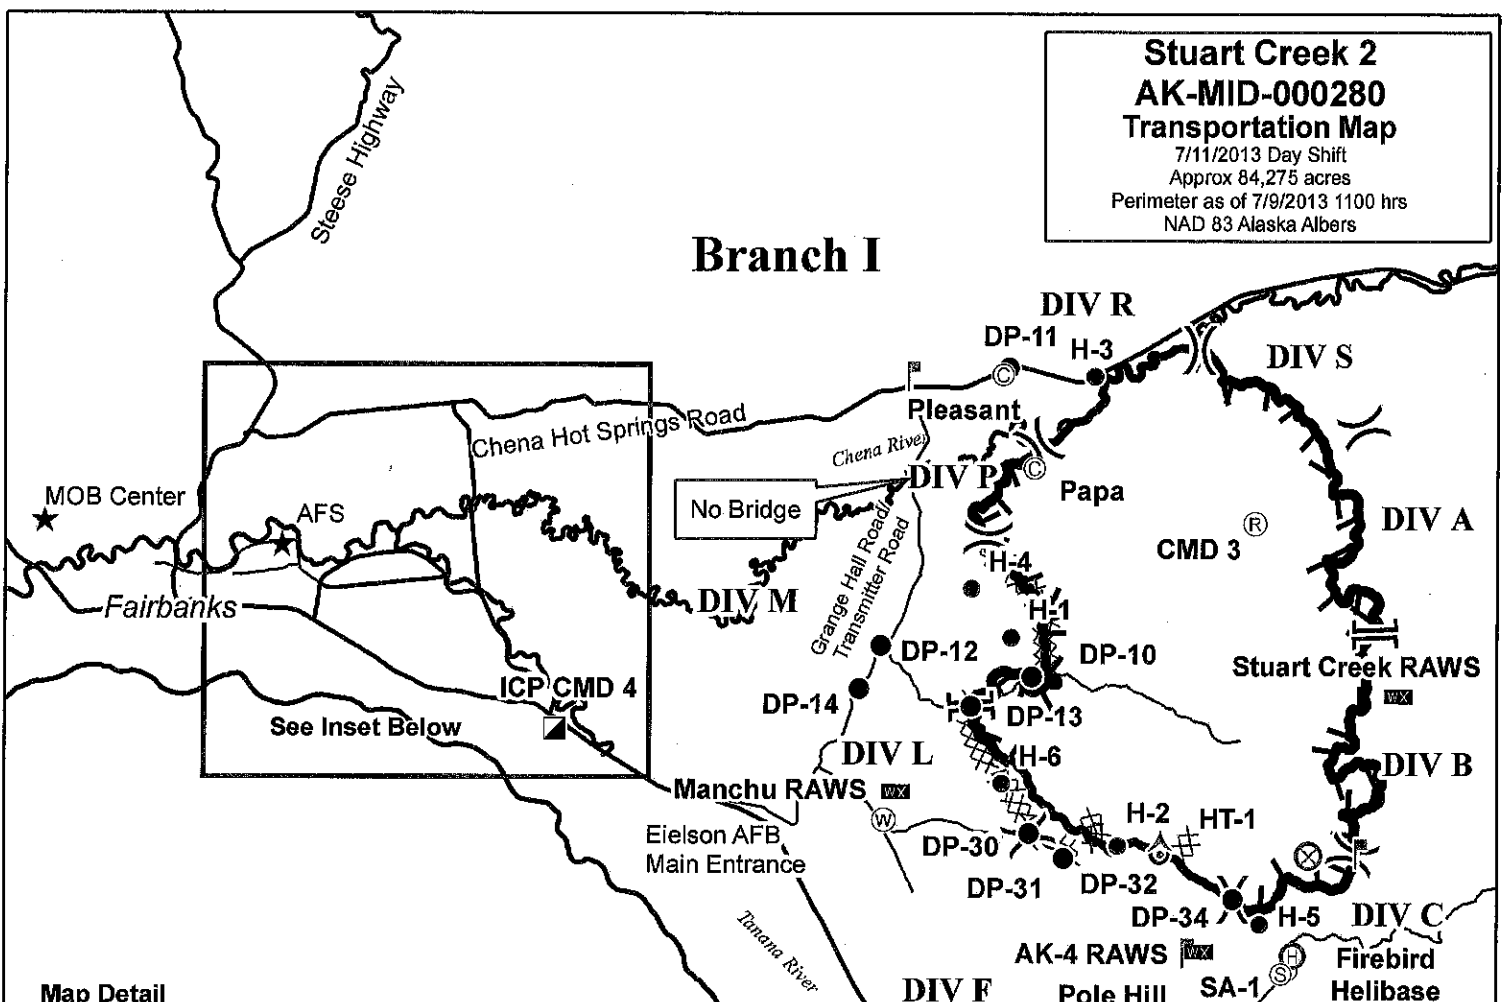 Stuart Creek 2
AK-MID-000280
Transportation Map
7/11/2013 Day Shift
Approx 84,275 acres
Perimeter as of 7/9/2013 1100 hrs
NAD 83 Alaska Albers
Steese Highway
Branch I
DIV R
DP-11
H-3
DIV S
Pleasant
Chena Hot Springs Road
Chena River
DIV P
C
C
Papa
MOB Center
AFS
No Bridge
DIV A
R
CMD 3
H-4
Grange Hall Road/
Transmitter Road
Fairbanks
DIV M
H-1
DP-12
DP-10
Stuart Creek RAWS
WX
ICP CMD 4
DP-14
DP-13
See Inset Below
DIV L
H-6
DIV B
Manchu RAWS
WX
W
H-2
HT-1
Eielson AFB
Main Entrance
DP-30
DP-31
DP-32
DP-34
H-5
DIV C
Tanana River
AK-4 RAWS
WX
H
S
Firebird
Helibase
Map Detail
DIV F
Pole Hill
SA-1